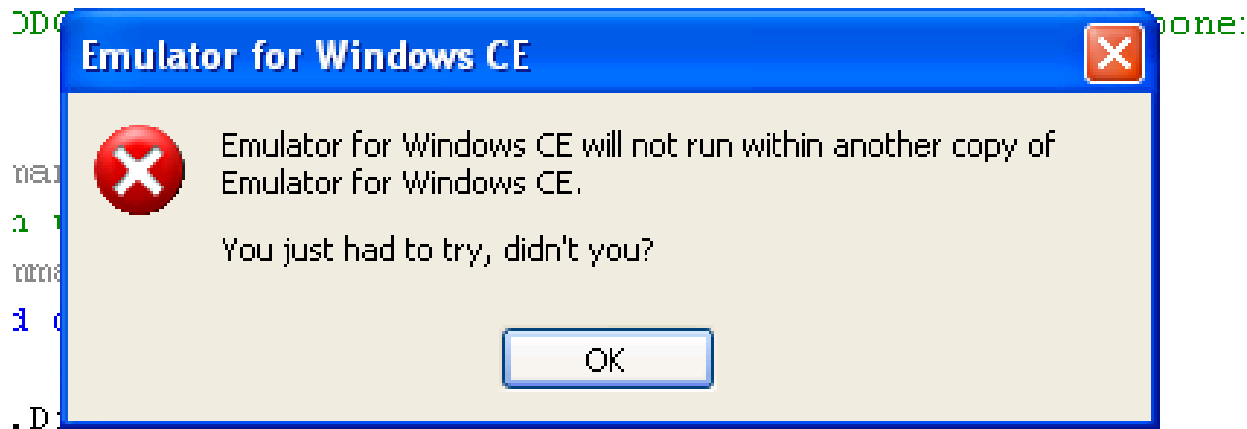 Emulator for Windows CE
Emulator for Windows CE will not run within another copy of
Emulator for Windows CE.
You just had to try, didn't you?
OK